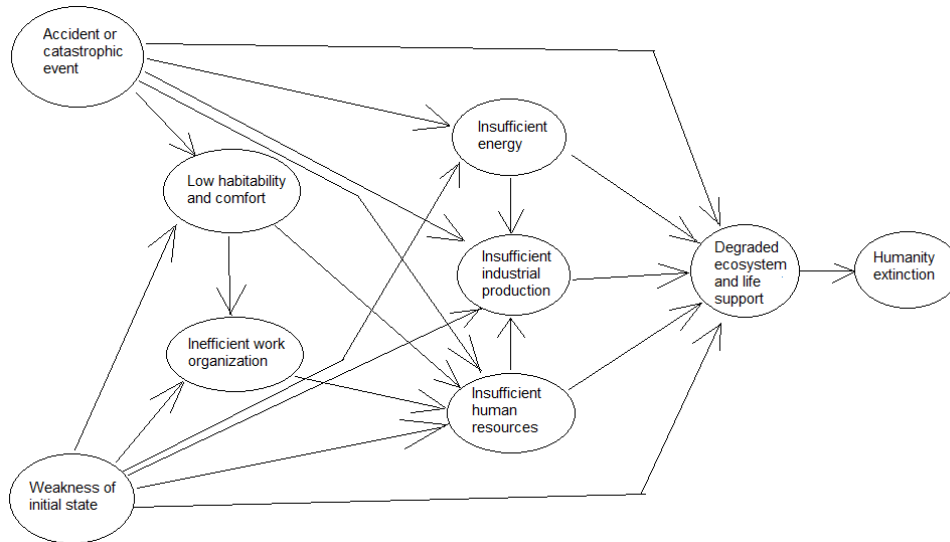 Accident or
catastrophic
event
Insufficient
energy
Low habitability
and comfort
Insufficient
industrial
production
Degraded
ecosystem
and life
support
Humanity
extinction
Inefficient work
organization
Insufficient
human
resources
Weakness of
initial state